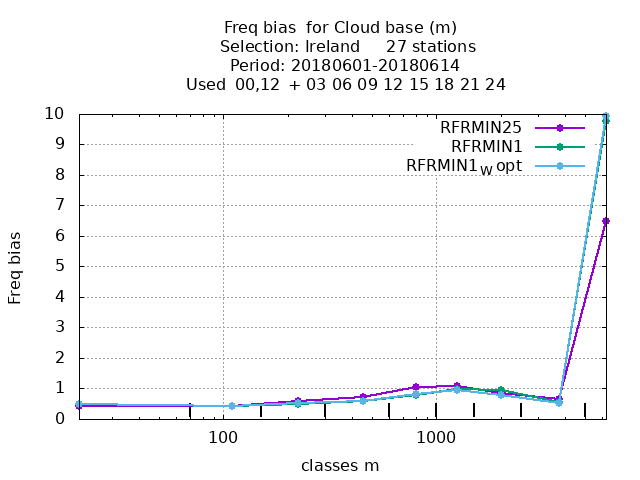 Freq bias  for Cloud base (m)
Selection: Ireland     27 stations
Period: 20180601-20180614
Used  00,12  + 03 06 09 12 15 18 21 24
RFRMIN25
RFRMIN1
RFRMIN1W opt
10
9
8
7
6
5
4
3
2
1
0
Freq bias
100
1000
classes m